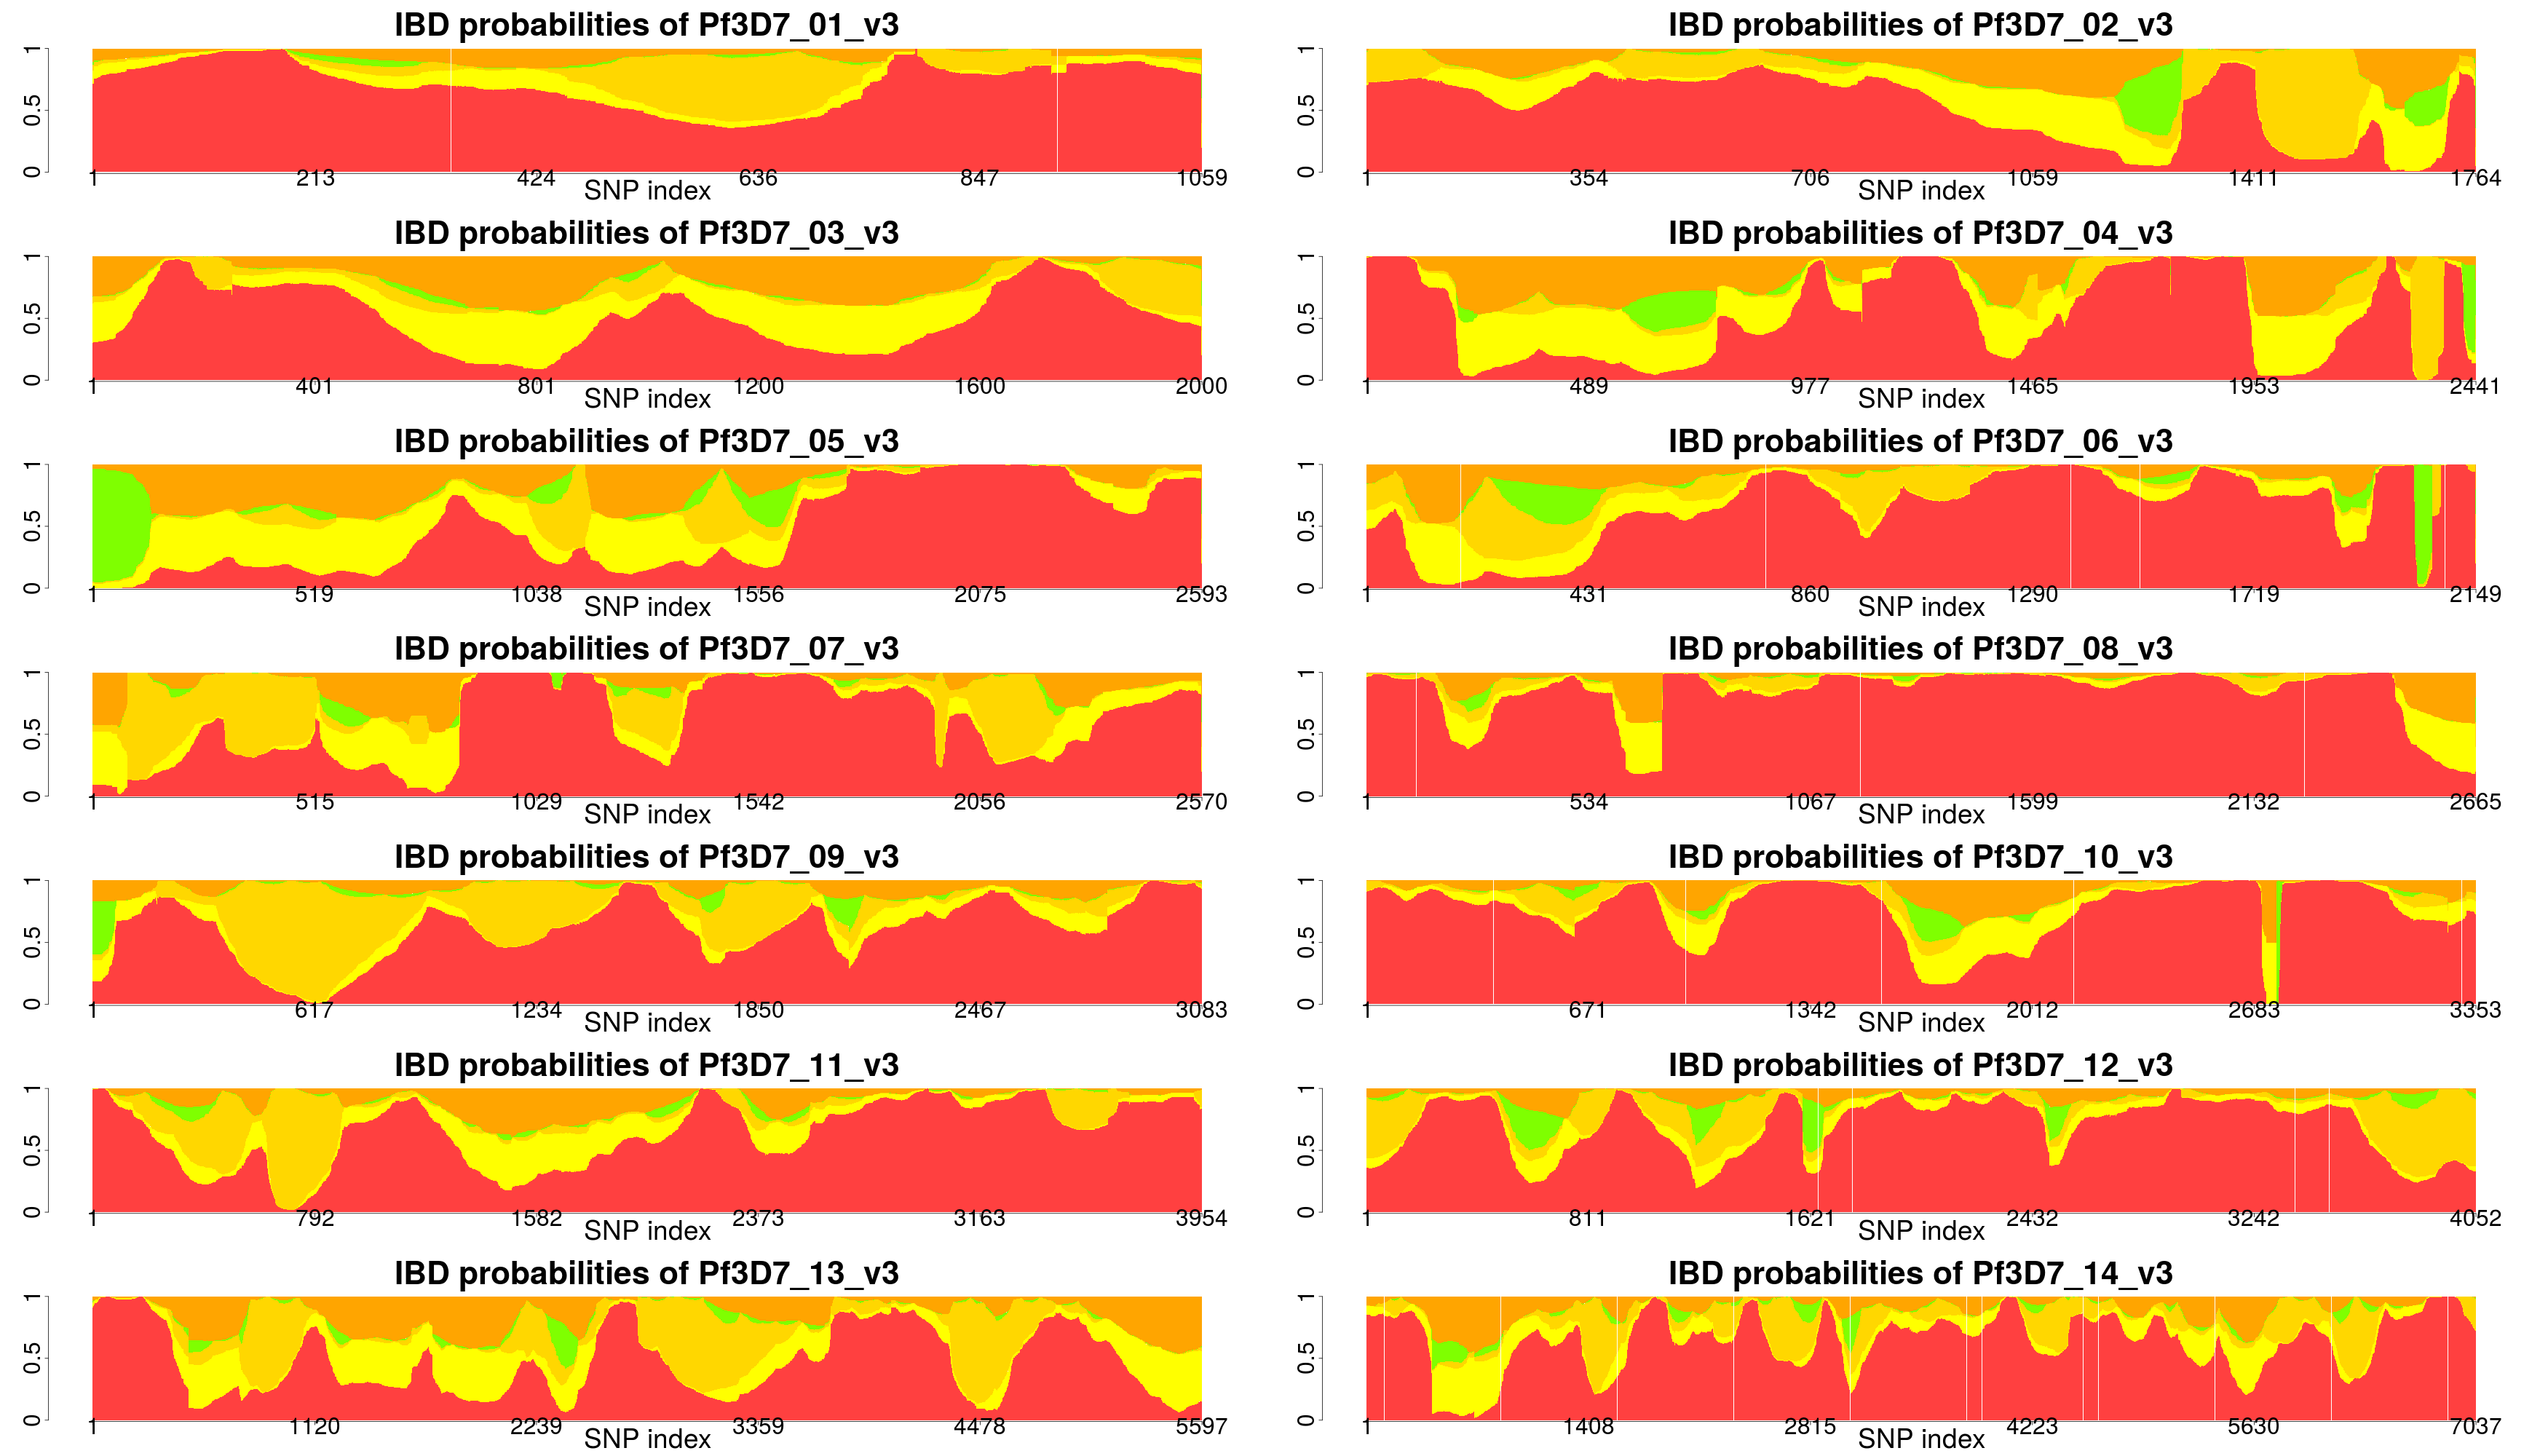 IBD probabilities of Pf3D7_01_v3
0 0.5 1
1 213 424 636 847 1059
SNP index
IBD probabilities of Pf3D7_02_v3
0 0.5 1
1 354 706 1059 1411 1764
SNP index
IBD probabilities of Pf3D7_03_v3
0 0.5 1
1 401 801 1200 1600 2000
SNP index
IBD probabilities of Pf3D7_04_v3
0 0.5 1
1 489 977 1465 1953 2441
SNP index
IBD probabilities of Pf3D7_05_v3
0 0.5 1
1 519 1038 1556 2075 2593
SNP index
IBD probabilities of Pf3D7_06_v3
0 0.5 1
1 431 860 1290 1719 2149
SNP index
IBD probabilities of Pf3D7_07_v3
0 0.5 1
1 515 1029 1542 2056 2570
SNP index
IBD probabilities of Pf3D7_08_v3
0 0.5 1
1 534 1067 1599 2132 2665
SNP index
IBD probabilities of Pf3D7_09_v3
0 0.5 1
1 617 1234 1850 2467 3083
SNP index
IBD probabilities of Pf3D7_10_v3
0 0.5 1
1 671 1342 2012 2683 3353
SNP index
IBD probabilities of Pf3D7_11_v3
0 0.5 1
1 792 1582 2373 3163 3954
SNP index
IBD probabilities of Pf3D7_12_v3
0 0.5 1
1 811 1621 2432 3242 4052
SNP index
IBD probabilities of Pf3D7_13_v3
0 0.5 1
1 1120 2239 3359 4478 5597
SNP index
IBD probabilities of Pf3D7_14_v3
0 0.5 1
1 1408 2815 4223 5630 7037
SNP index